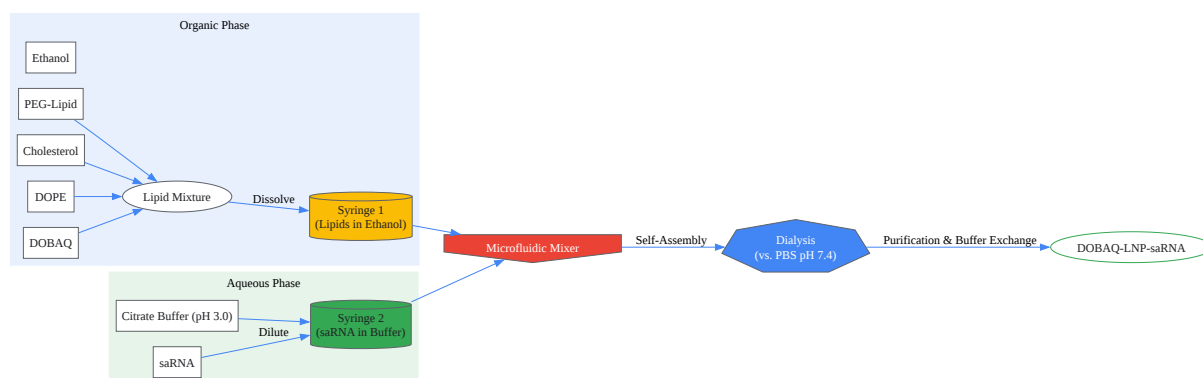 Organic Phase
Ethanol
PEG-Lipid
Cholesterol
DOPE
DOBAQ
Lipid Mixture
Dissolve
Syringe 1
(Lipids in Ethanol)
Aqueous Phase
Citrate Buffer (pH 3.0)
saRNA
Dilute
Syringe 2
(saRNA in Buffer)
Microfluidic Mixer
Self-Assembly
Dialysis
(vs. PBS pH 7.4)
Purification & Buffer Exchange
DOBAQ-LNP-saRNA